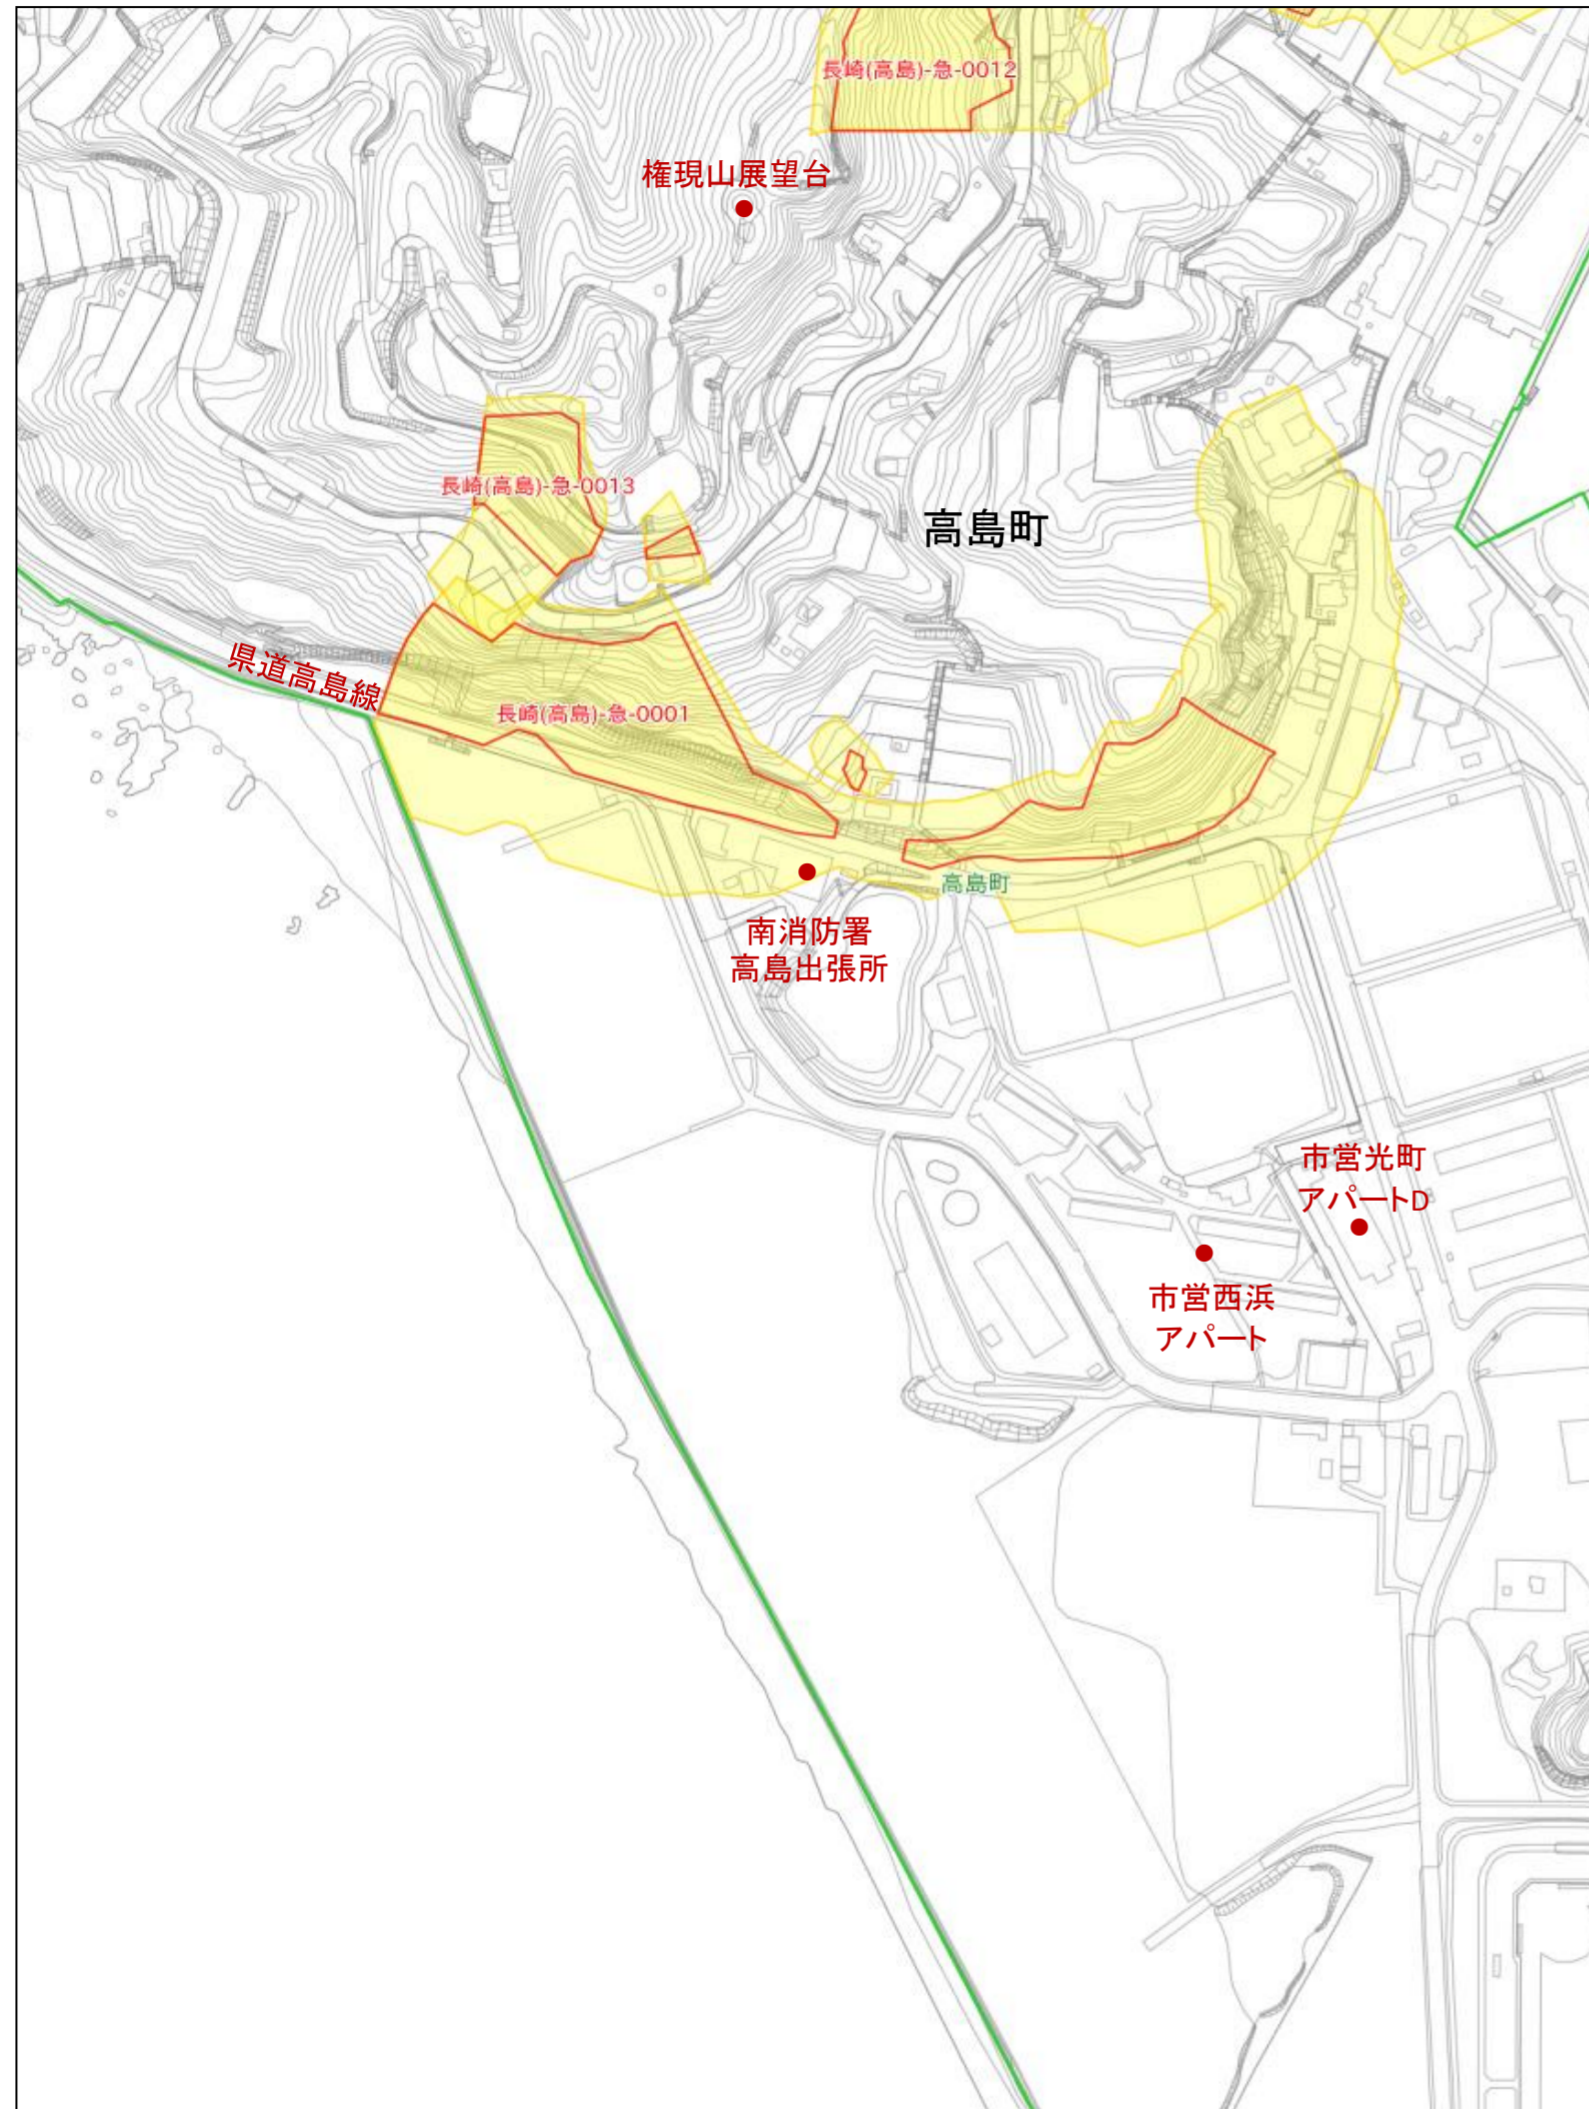 長崎(高島)-急-0012
権現山展望台
長崎(高島)-急-0013
高島町
県道高島線
長崎(高島)-急-0001
高島町
南消防署
高島出張所
市営光町
アパートD
市営西浜
アパート